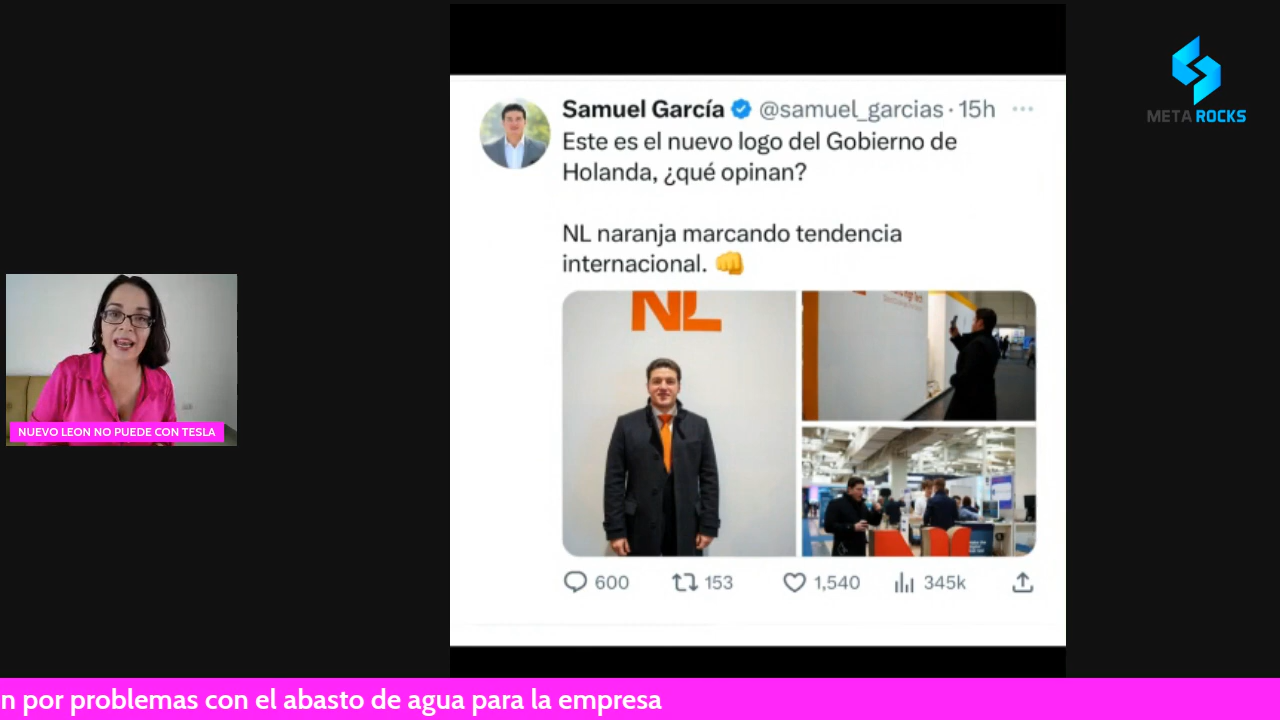 Samuel García @samuel_garcias · 15h
Este es el nuevo logo del Gobierno de
Holanda, ¿qué opinan?
NL naranja marcando tendencia
internacional. 👊
NL
600 153 1,540 345k
META ROCKS
NUEVO LEON NO PUEDE CON TESLA
n por problemas con el abasto de agua para la empresa